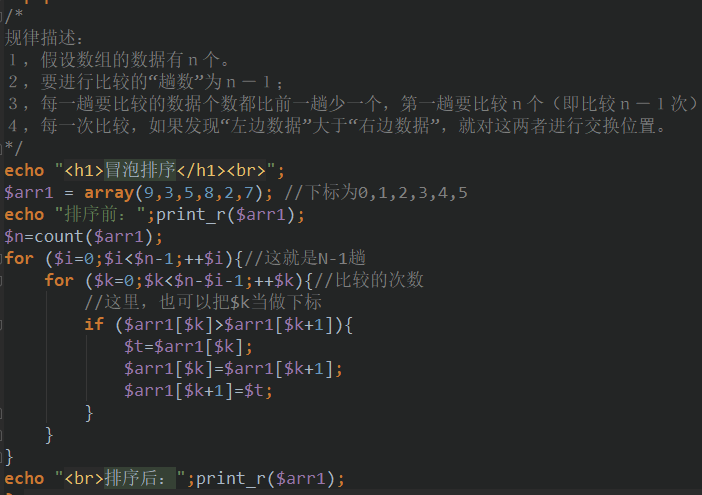 /*
规律描述：
１，假设数组的数据有ｎ个。
２，要进行比较的“趟数”为ｎ－１；
３，每一趟要比较的数据个数都比前一趟少一个，第一趟要比较ｎ个（即比较ｎ－１次）
４，每一次比较，如果发现“左边数据”大于“右边数据”，就对这两者进行交换位置。
*/
echo "<h1>冒泡排序</h1><br>";
$arr1 = array(9,3,5,8,2,7); //下标为0,1,2,3,4,5
echo "排序前：";print_r($arr1);
$n=count($arr1);
for ($i=0;$i<$n-1;++$i){//这就是N-1趟
    for ($k=0;$k<$n-$i-1;++$k){//比较的次数
        //这里，也可以把$k当做下标
        if ($arr1[$k]>$arr1[$k+1]){
            $t=$arr1[$k];
            $arr1[$k]=$arr1[$k+1];
            $arr1[$k+1]=$t;
        }
    }
}
echo "<br>排序后：";print_r($arr1);